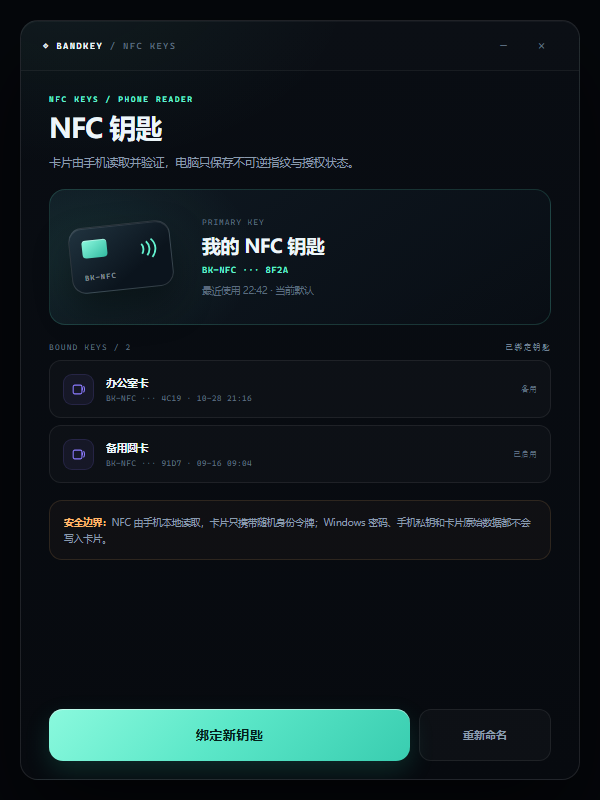 BANDKEY / NFC KEYS
NFC KEYS / PHONE READER
NFC 钥匙
卡片由手机读取并验证，电脑只保存不可逆指纹与授权状态。
BK-NFC
PRIMARY KEY
我的 NFC 钥匙
BK-NFC ··· 8F2A
最近使用 22:42 · 当前默认
BOUND KEYS / 2
已绑定钥匙
办公室卡
BK-NFC ··· 4C19 · 10-28 21:16
备用
备用圆卡
BK-NFC ··· 91D7 · 09-16 09:04
已启用
安全边界：NFC 由手机本地读取，卡片只携带随机身份令牌；Windows 密码、手机私钥和卡片原始数据都不会
写入卡片。
绑定新钥匙
重新命名